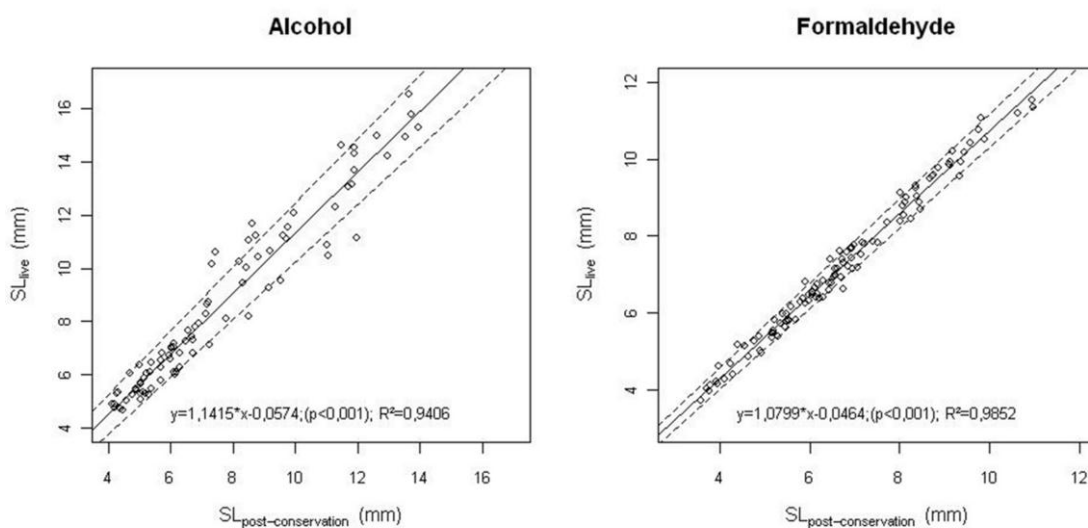 Alcohol
SLlive (mm)
16
14
12
10
8
6
4
y=1,1415*x-0,0574;(p<0,001); R²=0,9406
4 6 8 10 12 14 16
SLpost-conservation (mm)
Formaldehyde
SLlive (mm)
12
10
8
6
4
y=1,0799*x-0,0464;(p<0,001); R²=0,9852
4 6 8 10 12
SLpost-conservation (mm)